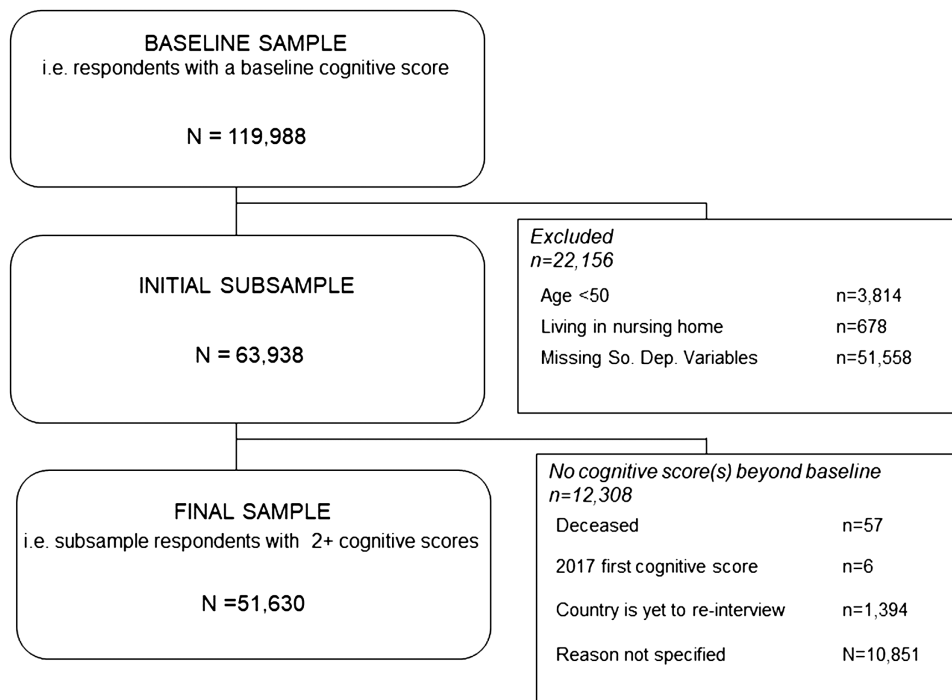 BASELINE SAMPLE
i.e. respondents with a baseline cognitive score
N = 119,988
Excluded
n=22,156
Age <50 n=3,814
Living in nursing home n=678
Missing So. Dep. Variables n=51,558
INITIAL SUBSAMPLE
N = 63,938
No cognitive score(s) beyond baseline
n=12,308
Deceased n=57
2017 first cognitive score n=6
Country is yet to re-interview n=1,394
Reason not specified N=10,851
FINAL SAMPLE
i.e. subsample respondents with 2+ cognitive scores
N =51,630